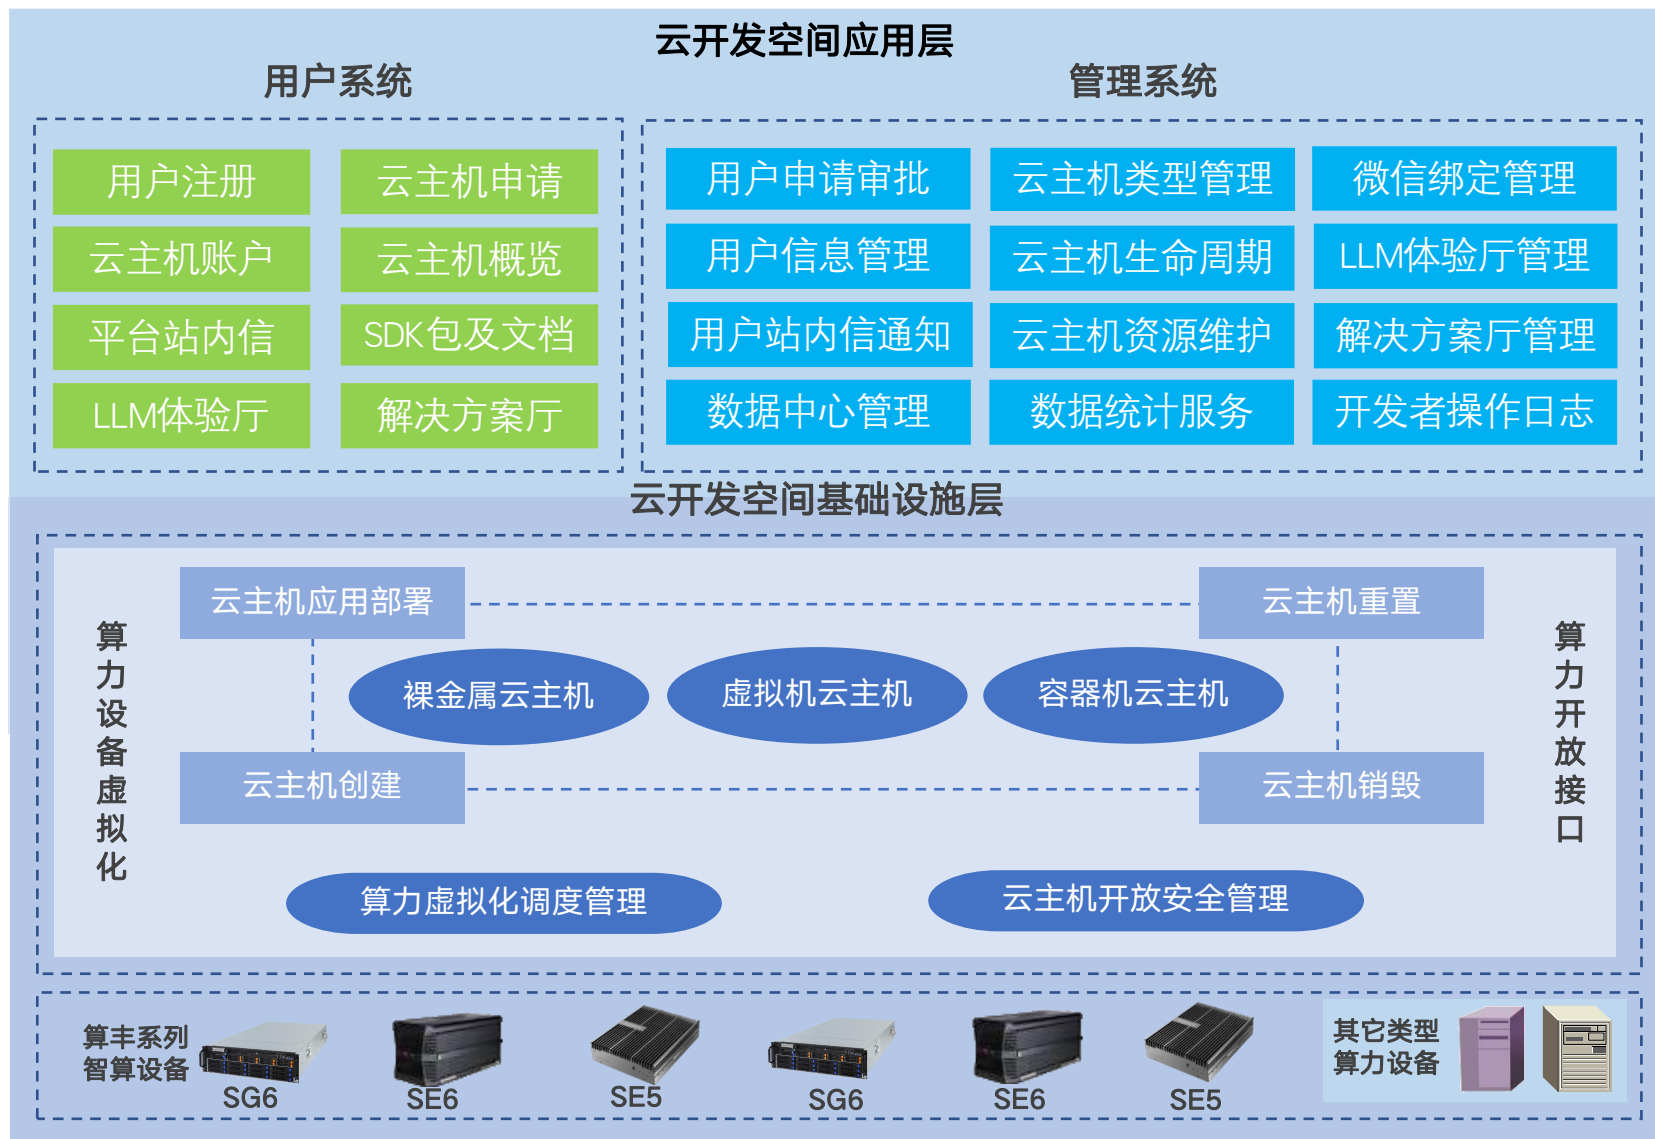 云开发空间应用层
用户系统
管理系统
用户注册
云主机申请
云主机账户
云主机概览
平台站内信
SDK包及文档
LLM体验厅
解决方案厅
用户申请审批
云主机类型管理
微信绑定管理
用户信息管理
云主机生命周期
LLM体验厅管理
用户站内信通知
云主机资源维护
解决方案厅管理
数据中心管理
数据统计服务
开发者操作日志
云开发空间基础设施层
算力设备虚拟化
云主机应用部署
云主机重置
裸金属云主机
虚拟机云主机
容器机云主机
云主机创建
云主机销毁
算力虚拟化调度管理
云主机开放安全管理
算力开放接口
算丰系列
智算设备
SG6
SE6
SE5
SG6
SE6
SE5
其它类型
算力设备